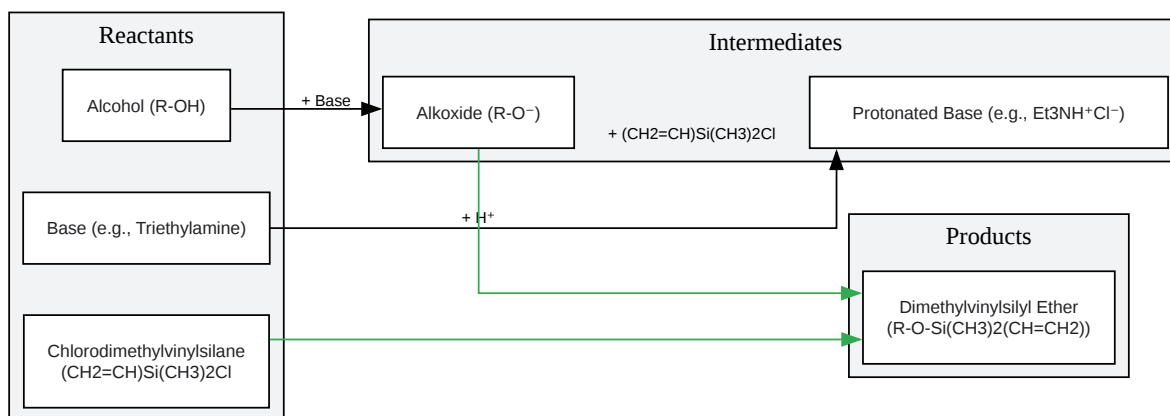 Reactants
Alcohol (R-OH)
Base (e.g., Triethylamine)
Chlorodimethylvinylsilane
(CH2=CH)Si(CH3)2Cl
+ Base
Intermediates
Alkoxide (R-O⁻)
+ (CH2=CH)Si(CH3)2Cl
Protonated Base (e.g., Et3NH⁺Cl⁻)
+ H⁺
Products
Dimethylvinylsilyl Ether
(R-O-Si(CH3)2(CH=CH2))